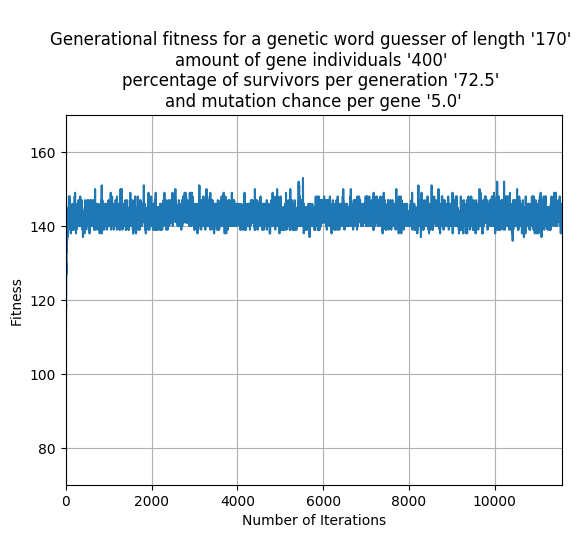 Generational fitness for a genetic word guesser of length '170'
amount of gene individuals '400'
percentage of survivors per generation '72.5'
and mutation chance per gene '5.0'
160
140
120
100
80
Fitness
0 2000 4000 6000 8000 10000
Number of Iterations